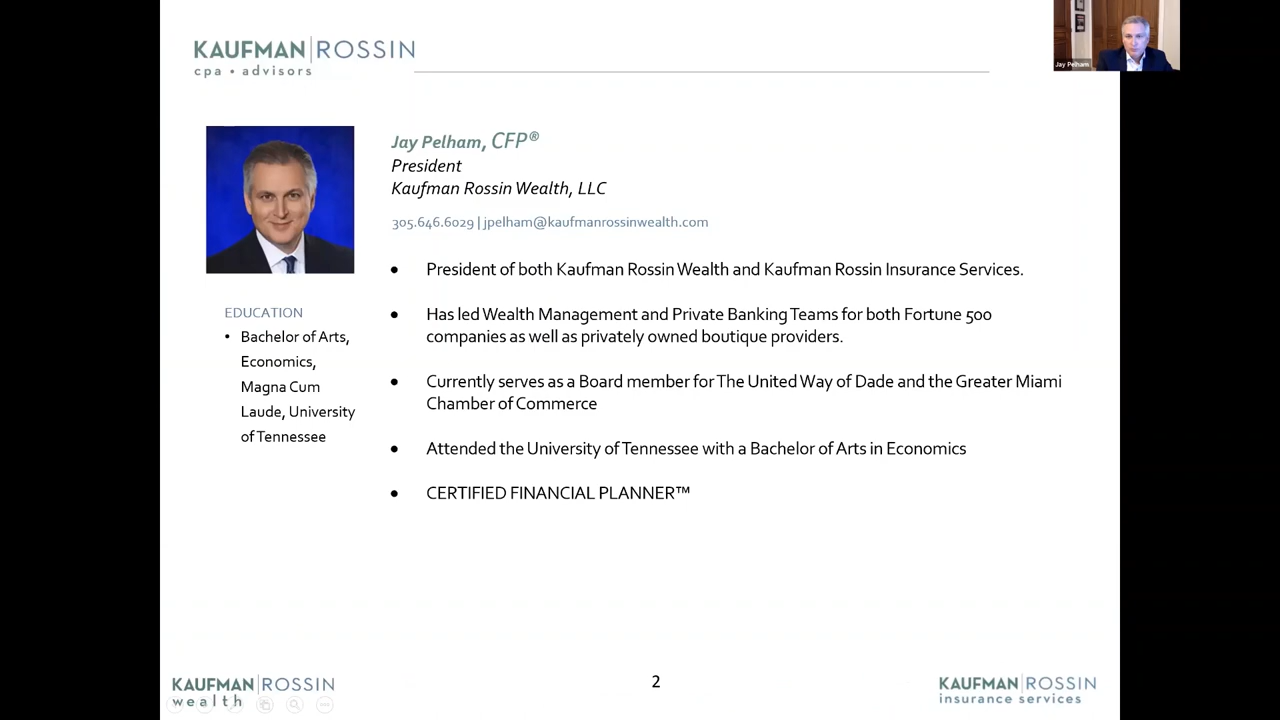 KAUFMAN|ROSSIN
cpa • advisors
Jay Pelham
Jay Pelham, CFP®
President
Kaufman Rossin Wealth, LLC
305.646.6029 | jpelham@kaufmanrossinwealth.com
EDUCATION
• Bachelor of Arts,
Economics,
Magna Cum
Laude, University
of Tennessee
• President of both Kaufman Rossin Wealth and Kaufman Rossin Insurance Services.
• Has led Wealth Management and Private Banking Teams for both Fortune 500
companies as well as privately owned boutique providers.
• Currently serves as a Board member for The United Way of Dade and the Greater Miami
Chamber of Commerce
• Attended the University of Tennessee with a Bachelor of Arts in Economics
• CERTIFIED FINANCIAL PLANNER™
KAUFMAN|ROSSIN
wealth
2
KAUFMAN|ROSSIN
insurance services